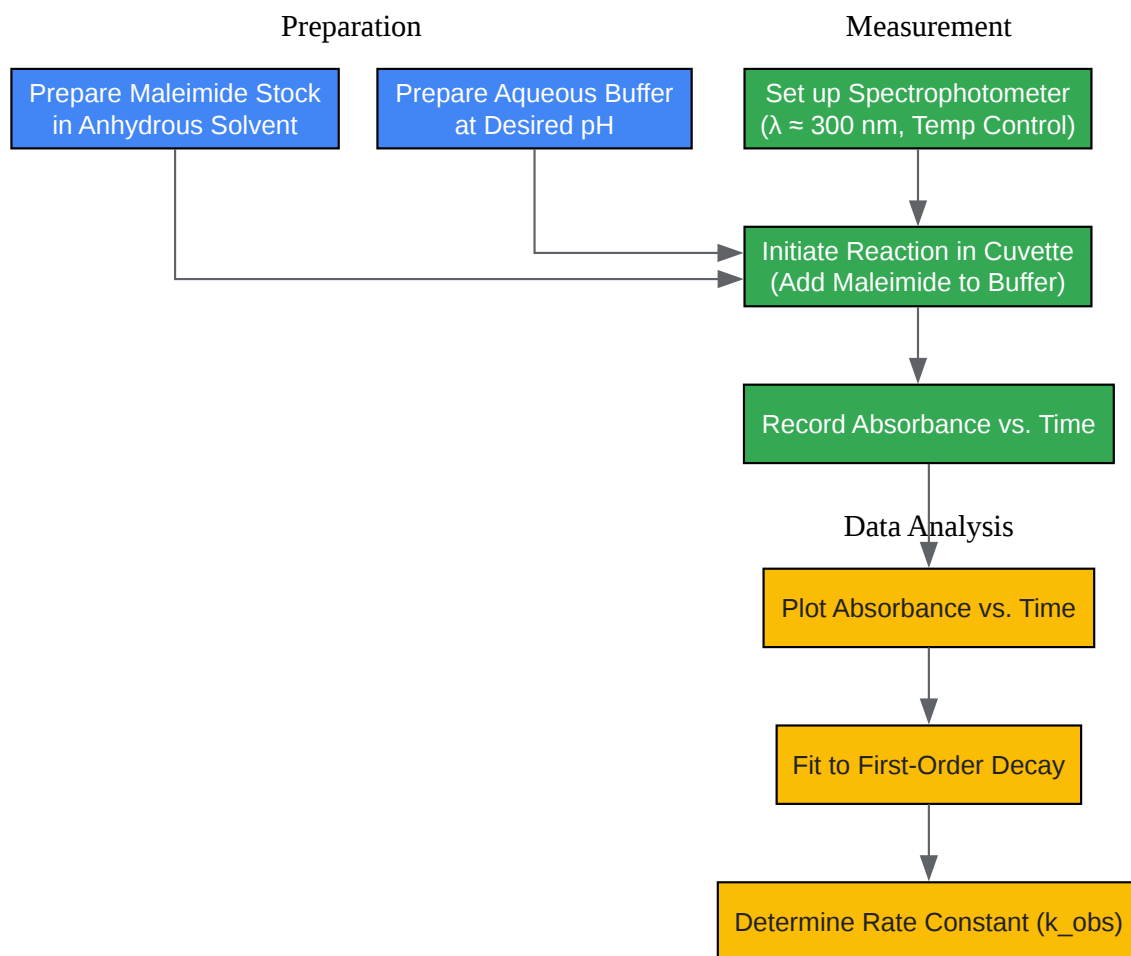 Preparation
Measurement
Prepare Maleimide Stock
in Anhydrous Solvent
Prepare Aqueous Buffer
at Desired pH
Set up Spectrophotometer
(λ ≈ 300 nm, Temp Control)
Initiate Reaction in Cuvette
(Add Maleimide to Buffer)
Record Absorbance vs. Time
Data Analysis
Plot Absorbance vs. Time
Fit to First-Order Decay
Determine Rate Constant (k_obs)